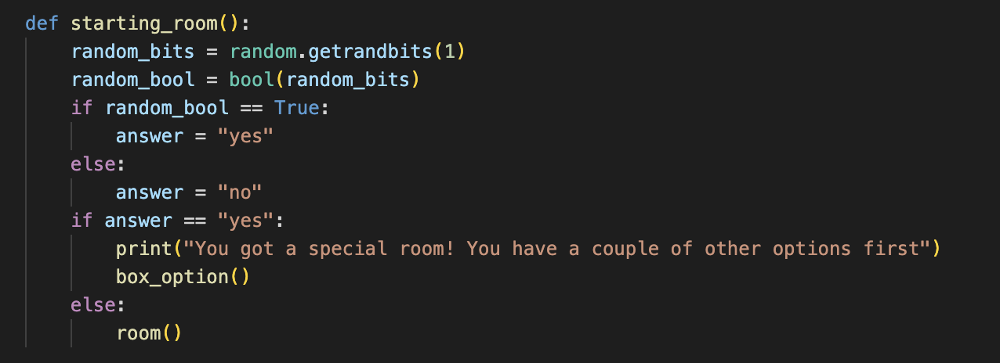 def starting_room():
    random_bits = random.getrandbits(1)
    random_bool = bool(random_bits)
    if random_bool == True:
        answer = "yes"
    else:
        answer = "no"
    if answer == "yes":
        print("You got a special room! You have a couple of other options first")
        box_option()
    else:
        room()